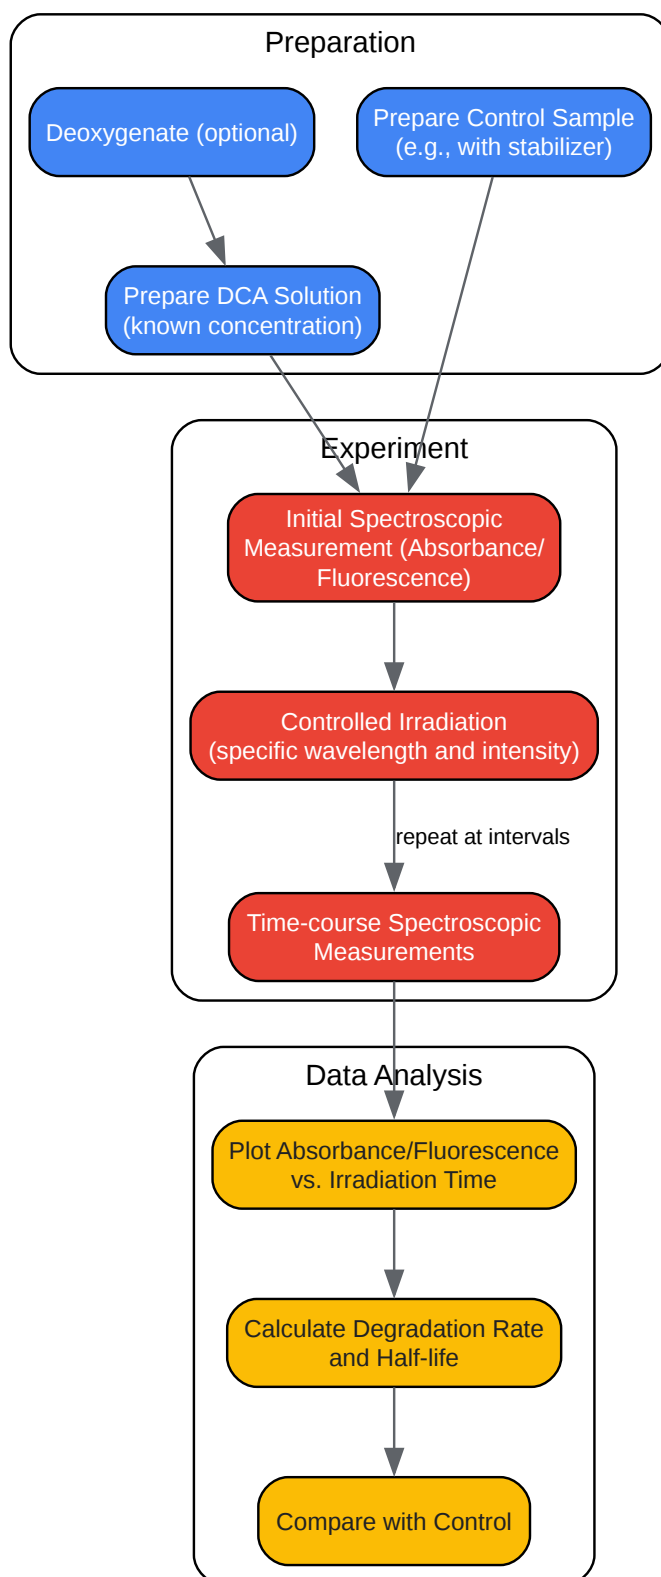 Preparation
Deoxygenate (optional)
Prepare Control Sample
(e.g., with stabilizer)
Prepare DCA Solution
(known concentration)
Experiment
Initial Spectroscopic
Measurement (Absorbance/
Fluorescence)
Controlled Irradiation
(specific wavelength and intensity)
repeat at intervals
Time-course Spectroscopic
Measurements
Data Analysis
Plot Absorbance/Fluorescence
vs. Irradiation Time
Calculate Degradation Rate
and Half-life
Compare with Control